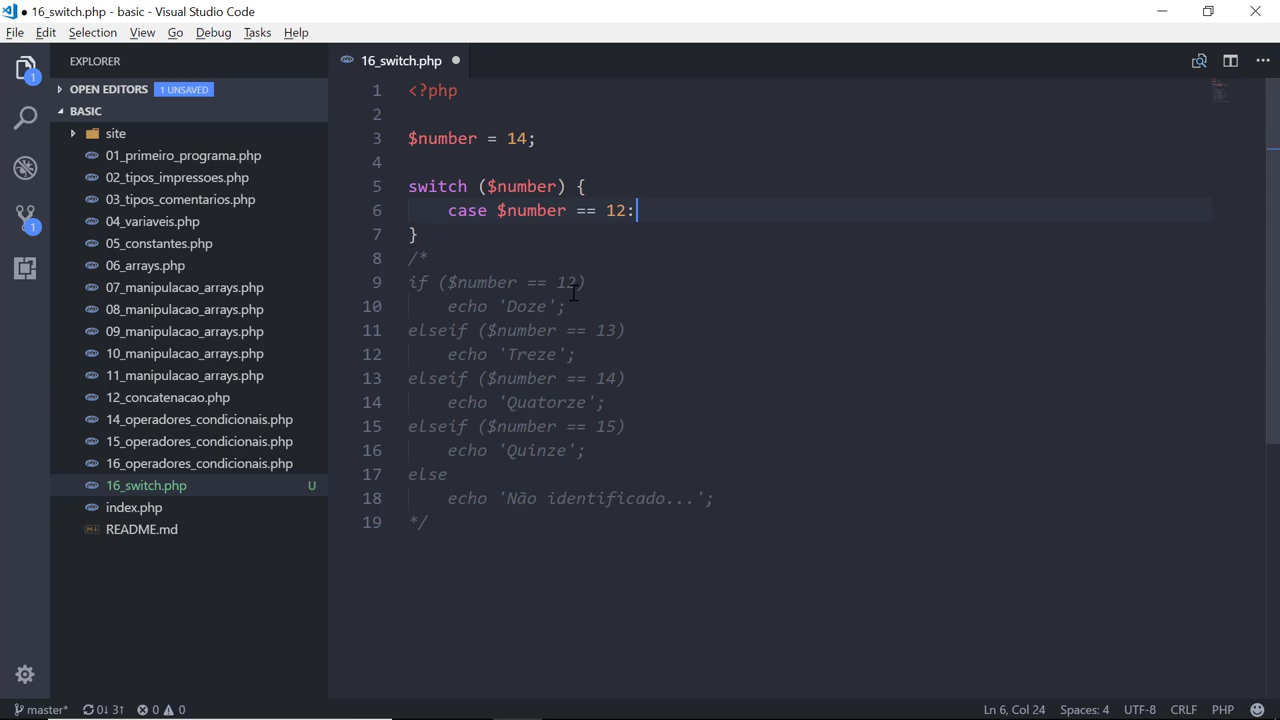 16_switch.php - basic - Visual Studio Code
File Edit Selection View Go Debug Tasks Help
EXPLORER
16_switch.php
OPEN EDITORS 1 UNSAVED
BASIC
site
01_primeiro_programa.php
02_tipos_impressoes.php
03_tipos_comentarios.php
04_variaveis.php
05_constantes.php
06_arrays.php
07_manipulacao_arrays.php
08_manipulacao_arrays.php
09_manipulacao_arrays.php
10_manipulacao_arrays.php
11_manipulacao_arrays.php
12_concatenacao.php
14_operadores_condicionais.php
15_operadores_condicionais.php
16_operadores_condicionais.php
16_switch.php U
index.php
README.md
1
1
1 <?php
2
3 $number = 14;
4
5 switch ($number) {
6 case $number == 12:
7 }
8 /*
9 if ($number == 12)
10 echo 'Doze';
11 elseif ($number == 13)
12 echo 'Treze';
13 elseif ($number == 14)
14 echo 'Quatorze';
15 elseif ($number == 15)
16 echo 'Quinze';
17 else
18 echo 'Não identificado...';
19 */
master* 0↓ 3↑ 0 0 Ln 6, Col 24 Spaces: 4 UTF-8 CRLF PHP